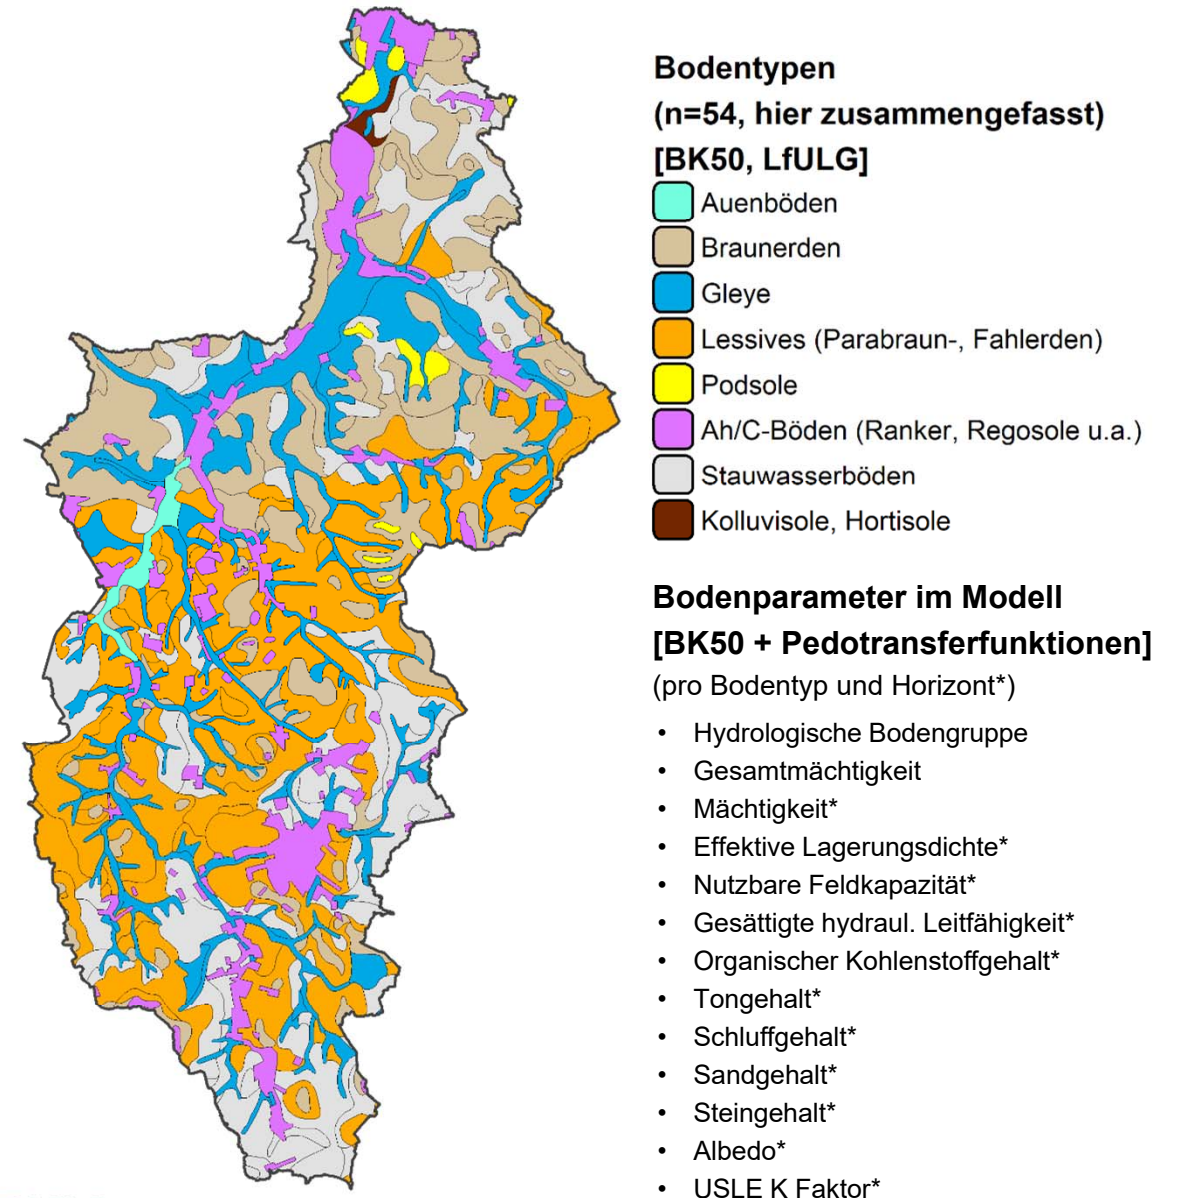 Bodentypen
(n=54, hier zusammengefasst)
[BK50, LfULG]
Auenböden
Braunerden
Gleye
Lessives (Parabraun-, Fahlerden)
Podsole
Ah/C-Böden (Ranker, Regosole u.a.)
Stauwasserböden
Kolluvisole, Hortisole
Bodenparameter im Modell
[BK50 + Pedotransferfunktionen]
(pro Bodentyp und Horizont*)
• Hydrologische Bodengruppe
• Gesamtmächtigkeit
• Mächtigkeit*
• Effektive Lagerungsdichte*
• Nutzbare Feldkapazität*
• Gesättigte hydraul. Leitfähigkeit*
• Organischer Kohlenstoffgehalt*
• Tongehalt*
• Schluffgehalt*
• Sandgehalt*
• Steingehalt*
• Albedo*
• USLE K Faktor*